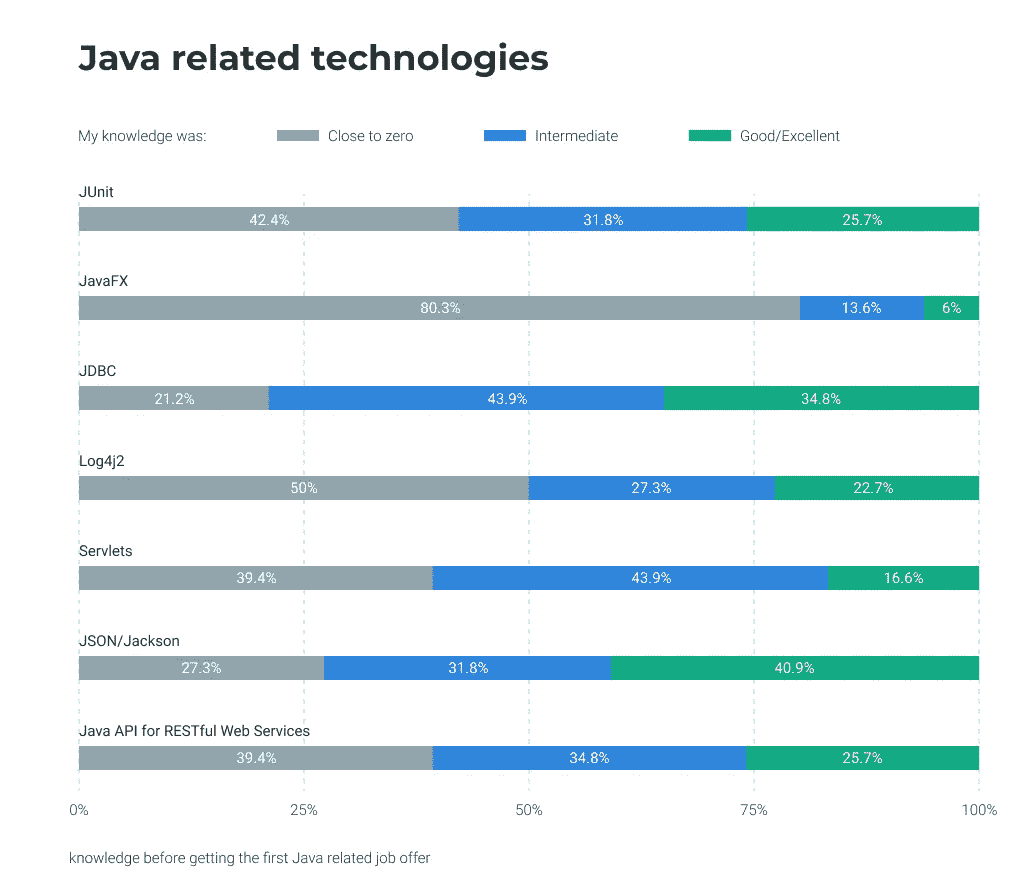 Java related technologies
My knowledge was: Close to zero Intermediate Good/Excellent
JUnit
42.4% 31.8% 25.7%
JavaFX
80.3% 13.6% 6%
JDBC
21.2% 43.9% 34.8%
Log4j2
50% 27.3% 22.7%
Servlets
39.4% 43.9% 16.6%
JSON/Jackson
27.3% 31.8% 40.9%
Java API for RESTful Web Services
39.4% 34.8% 25.7%
0% 25% 50% 75% 100%
knowledge before getting the first Java related job offer